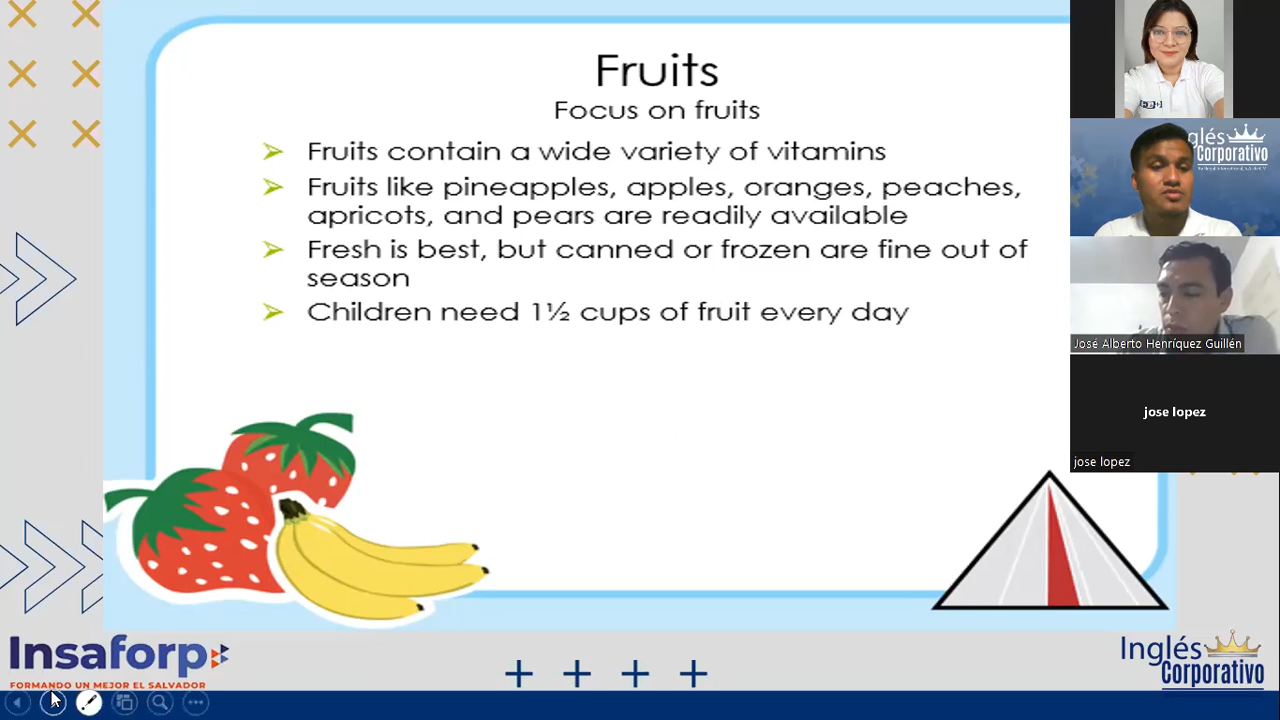 Fruits
Focus on fruits
Fruits contain a wide variety of vitamins
Fruits like pineapples, apples, oranges, peaches,
apricots, and pears are readily available
Fresh is best, but canned or frozen are fine out of
season
Children need 1½ cups of fruit every day
glés
Corporativo
José Alberto Henríquez Guillén
jose lopez
jose lopez
Insaforp
FORMANDO UN MEJOR EL SALVADOR
Inglés
Corporativo